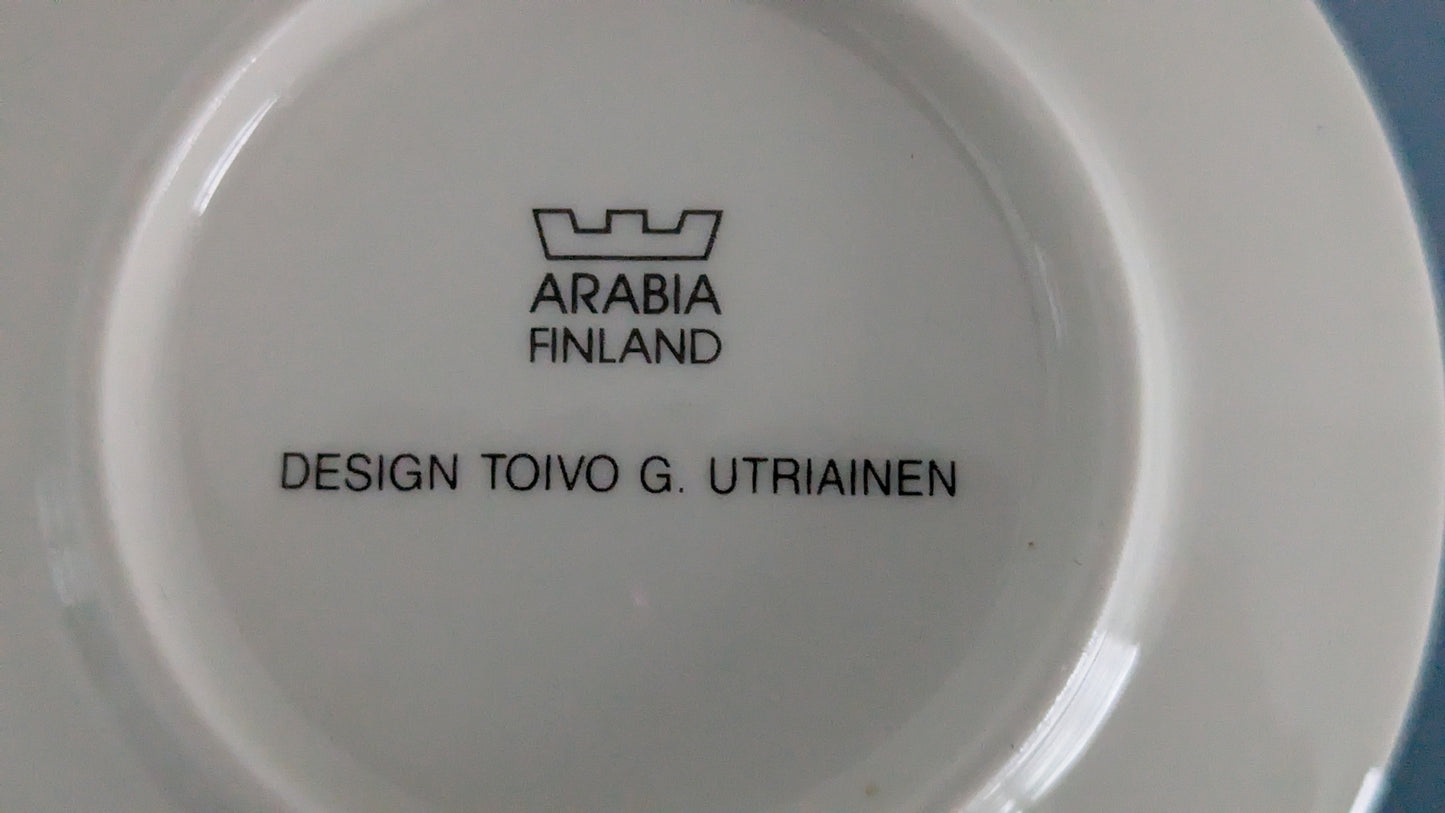 ARABIA
FINLAND
DESIGN TOIVO G. UTRIAINEN